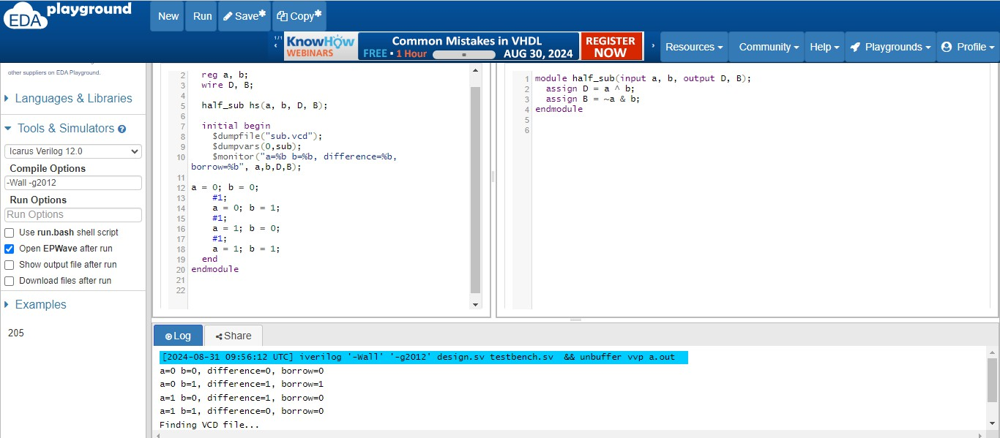 EDA playground
New
Run
Save*
Copy*
1/1
KnowHow
WEBINARS
Common Mistakes in VHDL
FREE • 1 Hour
AUG 30, 2024
REGISTER
NOW
Resources
Community
Help
Playgrounds
Profile
other suppliers on EDA Playground.
Languages & Libraries
Tools & Simulators
Icarus Verilog 12.0
Compile Options
-Wall -g2012
Run Options
Run Options
Use run.bash shell script
Open EPWave after run
Show output file after run
Download files after run
Examples
205
2 reg a, b;
3 wire D, B;
4
5 half_sub hs(a, b, D, B);
6
7 initial begin
8 $dumpfile("sub.vcd");
9 $dumpvars(0,sub);
10 $monitor("a=%b b=%b, difference=%b,
borrow=%b", a,b,D,B);
11
12 a = 0; b = 0;
13 #1;
14 a = 0; b = 1;
15 #1;
16 a = 1; b = 0;
17 #1;
18 a = 1; b = 1;
19 end
20 endmodule
21
22
1 module half_sub(input a, b, output D, B);
2 assign D = a ^ b;
3 assign B = ~a & b;
4 endmodule
5
6
Log
Share
[2024-08-31 09:56:12 UTC] iverilog '-Wall' '-g2012' design.sv testbench.sv && unbuffer vvp a.out
a=0 b=0, difference=0, borrow=0
a=0 b=1, difference=1, borrow=1
a=1 b=0, difference=1, borrow=0
a=1 b=1, difference=0, borrow=0
Finding VCD file...